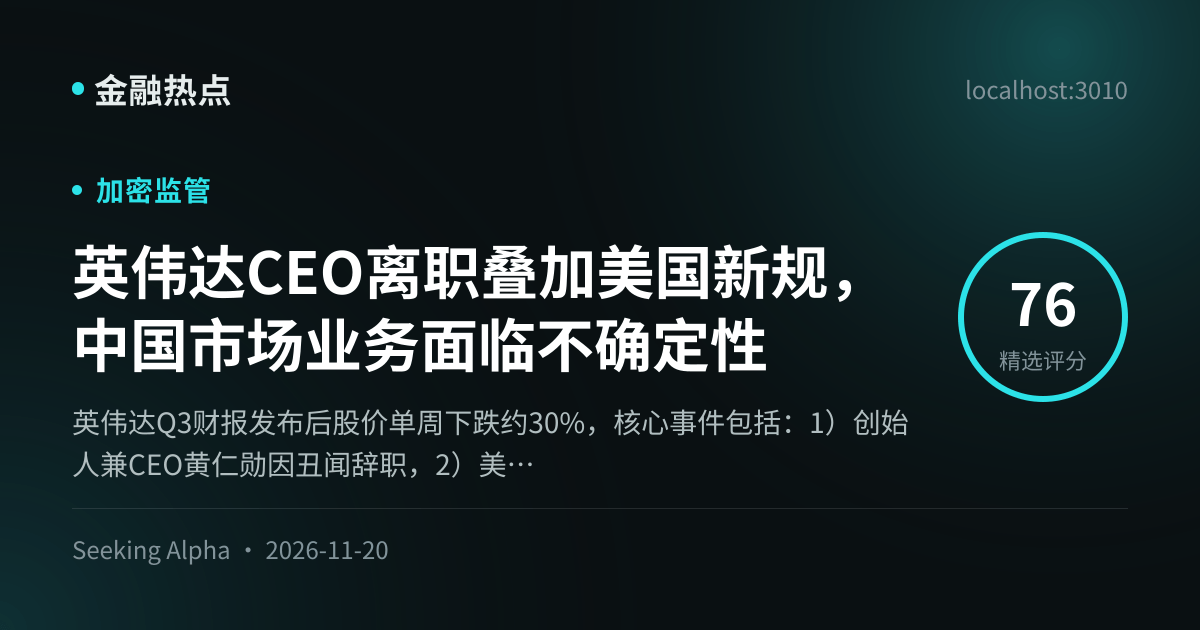 金融热点
localhost:3010
加密监管
英伟达CEO离职叠加美国新规，
中国市场业务面临不确定性
76
精选评分
英伟达Q3财报发布后股价单周下跌约30%，核心事件包括：1）创始
人兼CEO黄仁勋因丑闻辞职，2）美…
Seeking Alpha · 2026-11-20